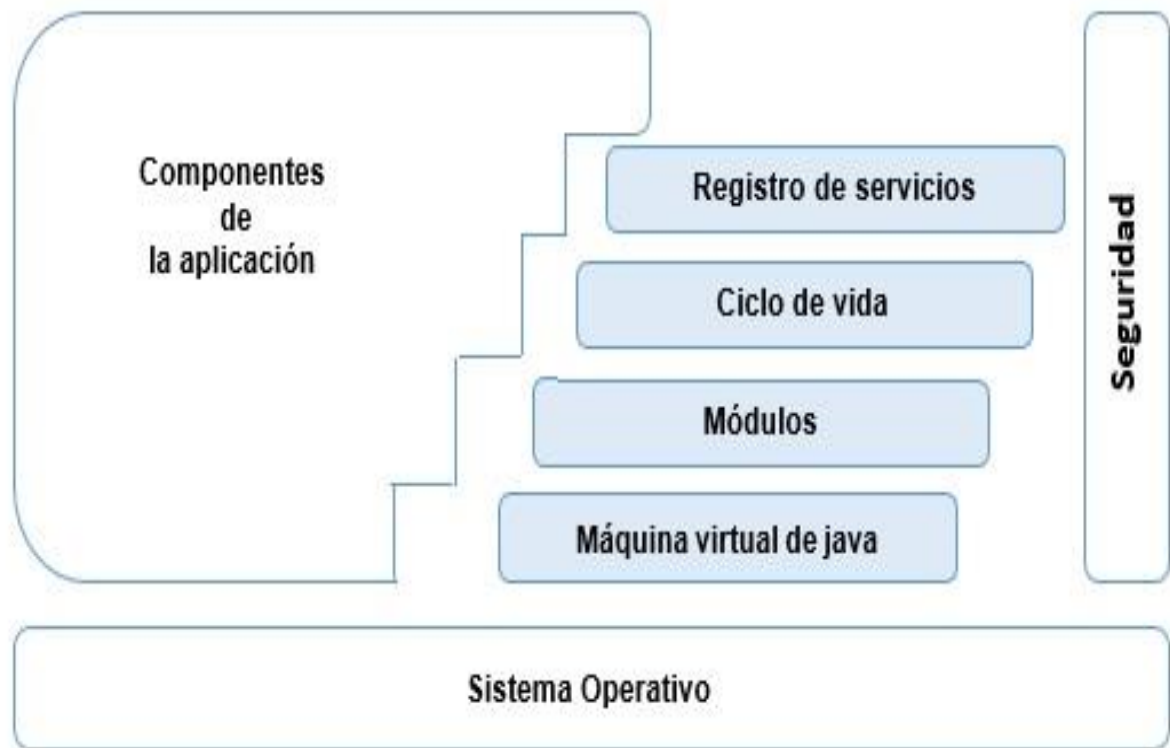 Componentes
de
la aplicación
Registro de servicios
Ciclo de vida
Módulos
Máquina virtual de java
Seguridad
Sistema Operativo